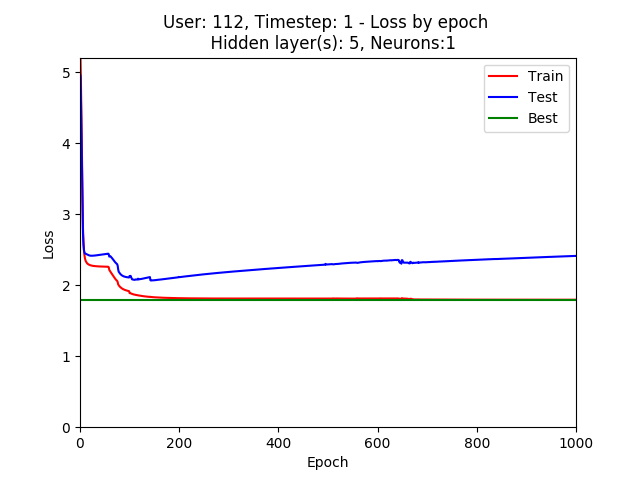 User: 112, Timestep: 1 - Loss by epoch
Hidden layer(s): 5, Neurons:1
Train
Test
Best
5
4
3
2
1
0
Loss
0 200 400 600 800 1000
Epoch